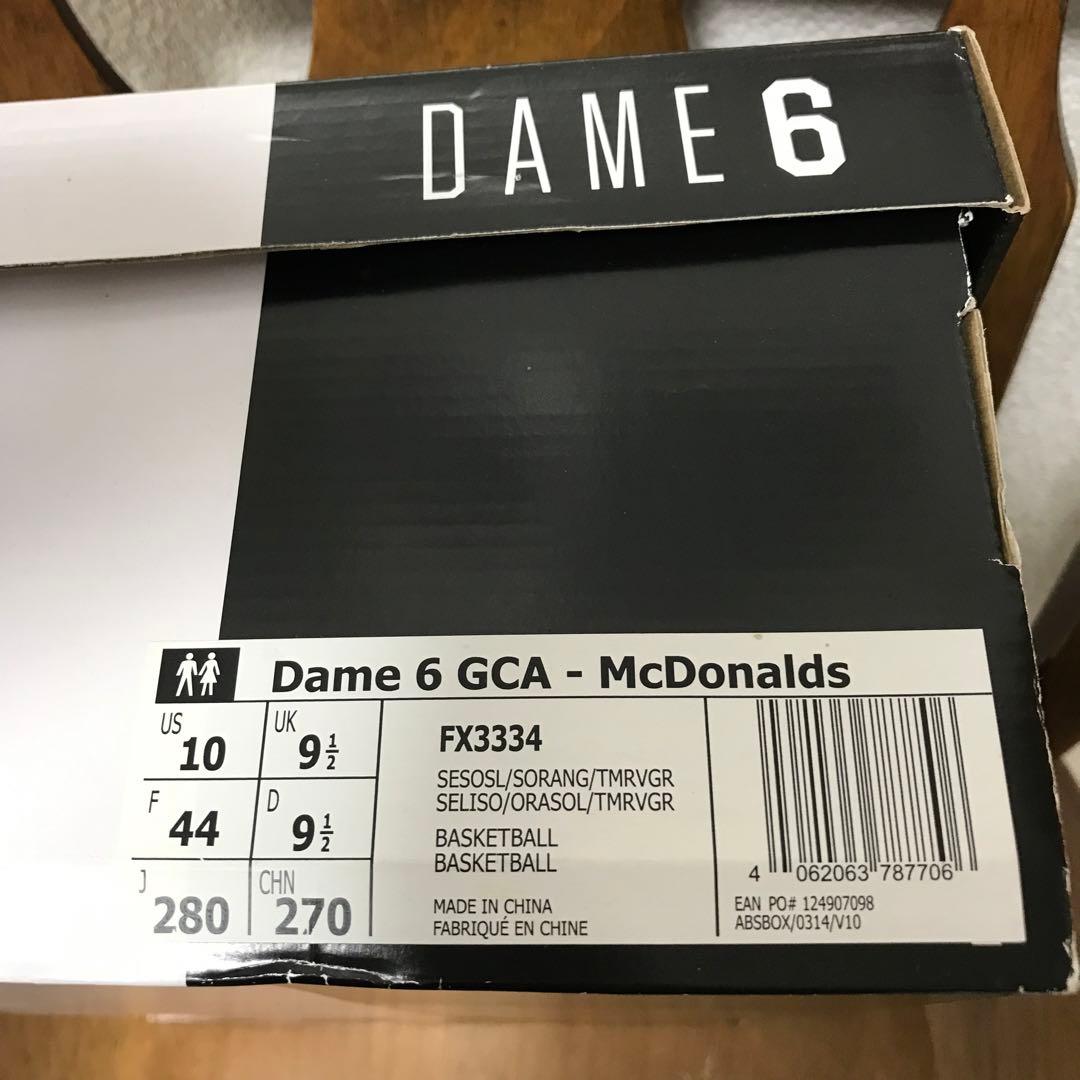 DAME 6
Dame 6 GCA - McDonalds
US 10
UK 9 1/2
F 44
D 9 1/2
J 280
CHN 270
FX3334
SESOSL/SORANG/TMRVGR
SELISO/ORASOL/TMRVGR
BASKETBALL
BASKETBALL
MADE IN CHINA
FABRIQUÉ EN CHINE
4 062063 787706
EAN PO# 124907098
ABSBOX/0314/V10